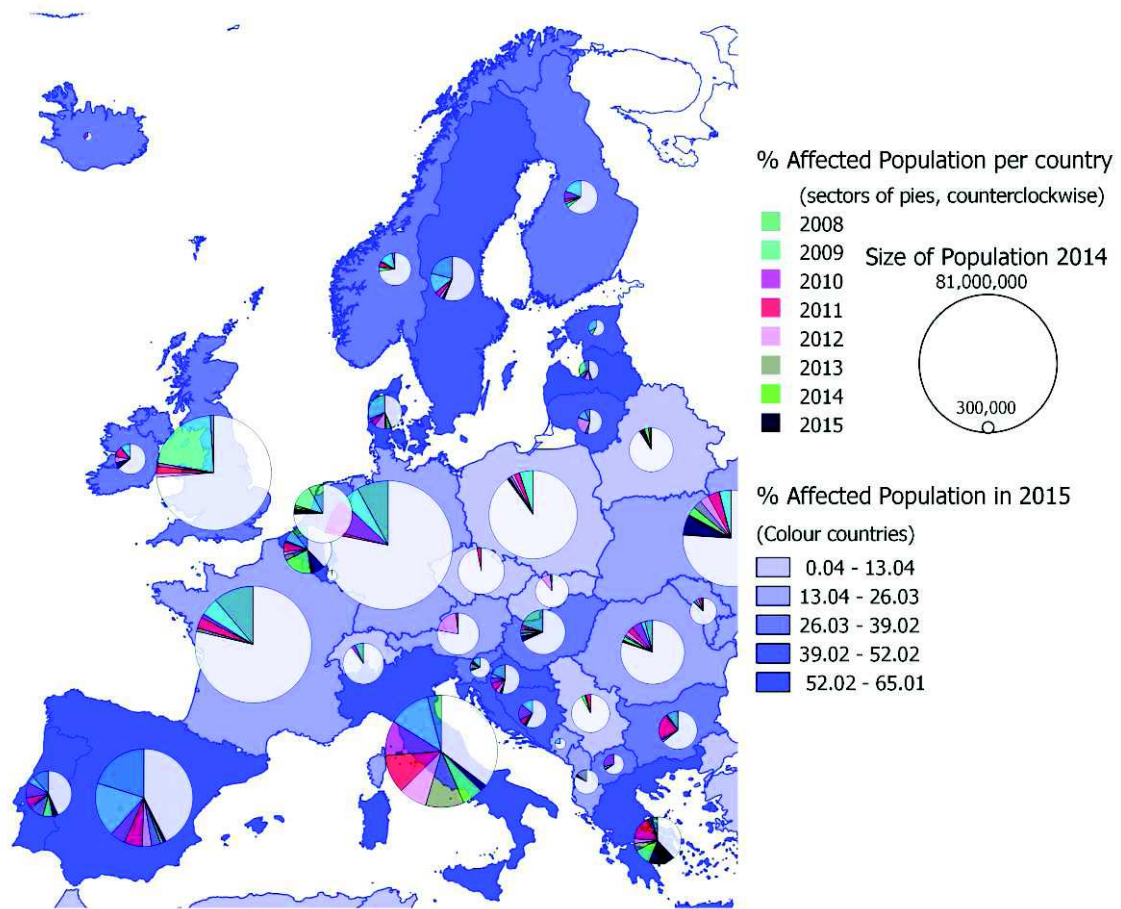 % Affected Population per country
(sectors of pies, counterclockwise)
2008
2009
2010
2011
2012
2013
2014
2015
Size of Population 2014
81,000,000
300,000
% Affected Population in 2015
(Colour countries)
0.04 - 13.04
13.04 - 26.03
26.03 - 39.02
39.02 - 52.02
52.02 - 65.01